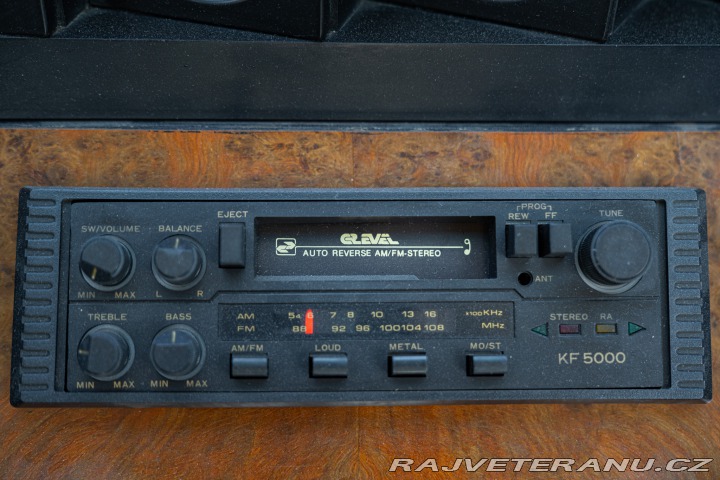 SW/VOLUME BALANCE EJECT
MIN MAX L R
CLEVEL
AUTO REVERSE AM/FM-STEREO
PROG
REW FF TUNE
ANT
TREBLE BASS
MIN MAX MIN MAX
AM 54 6 7 8 10 13 16 x100KHz
FM 88 92 96 100 104 108 MHz
AM/FM LOUD METAL MO/ST
STEREO RA
KF 5000
RAJVETERANU.CZ